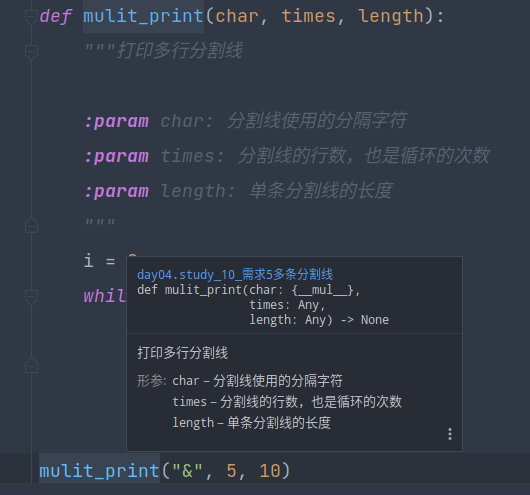 def mulit_print(char, times, length):
"""打印多行分割线
:param char: 分割线使用的分隔字符
:param times: 分割线的行数，也是循环的次数
:param length: 单条分割线的长度
"""
i =
whil
day04.study_10_需求5多条分割线
def mulit_print(char: {__mul__},
times: Any,
length: Any) -> None
打印多行分割线
形参: char – 分割线使用的分隔字符
times – 分割线的行数，也是循环的次数
length – 单条分割线的长度
mulit_print("&", 5, 10)